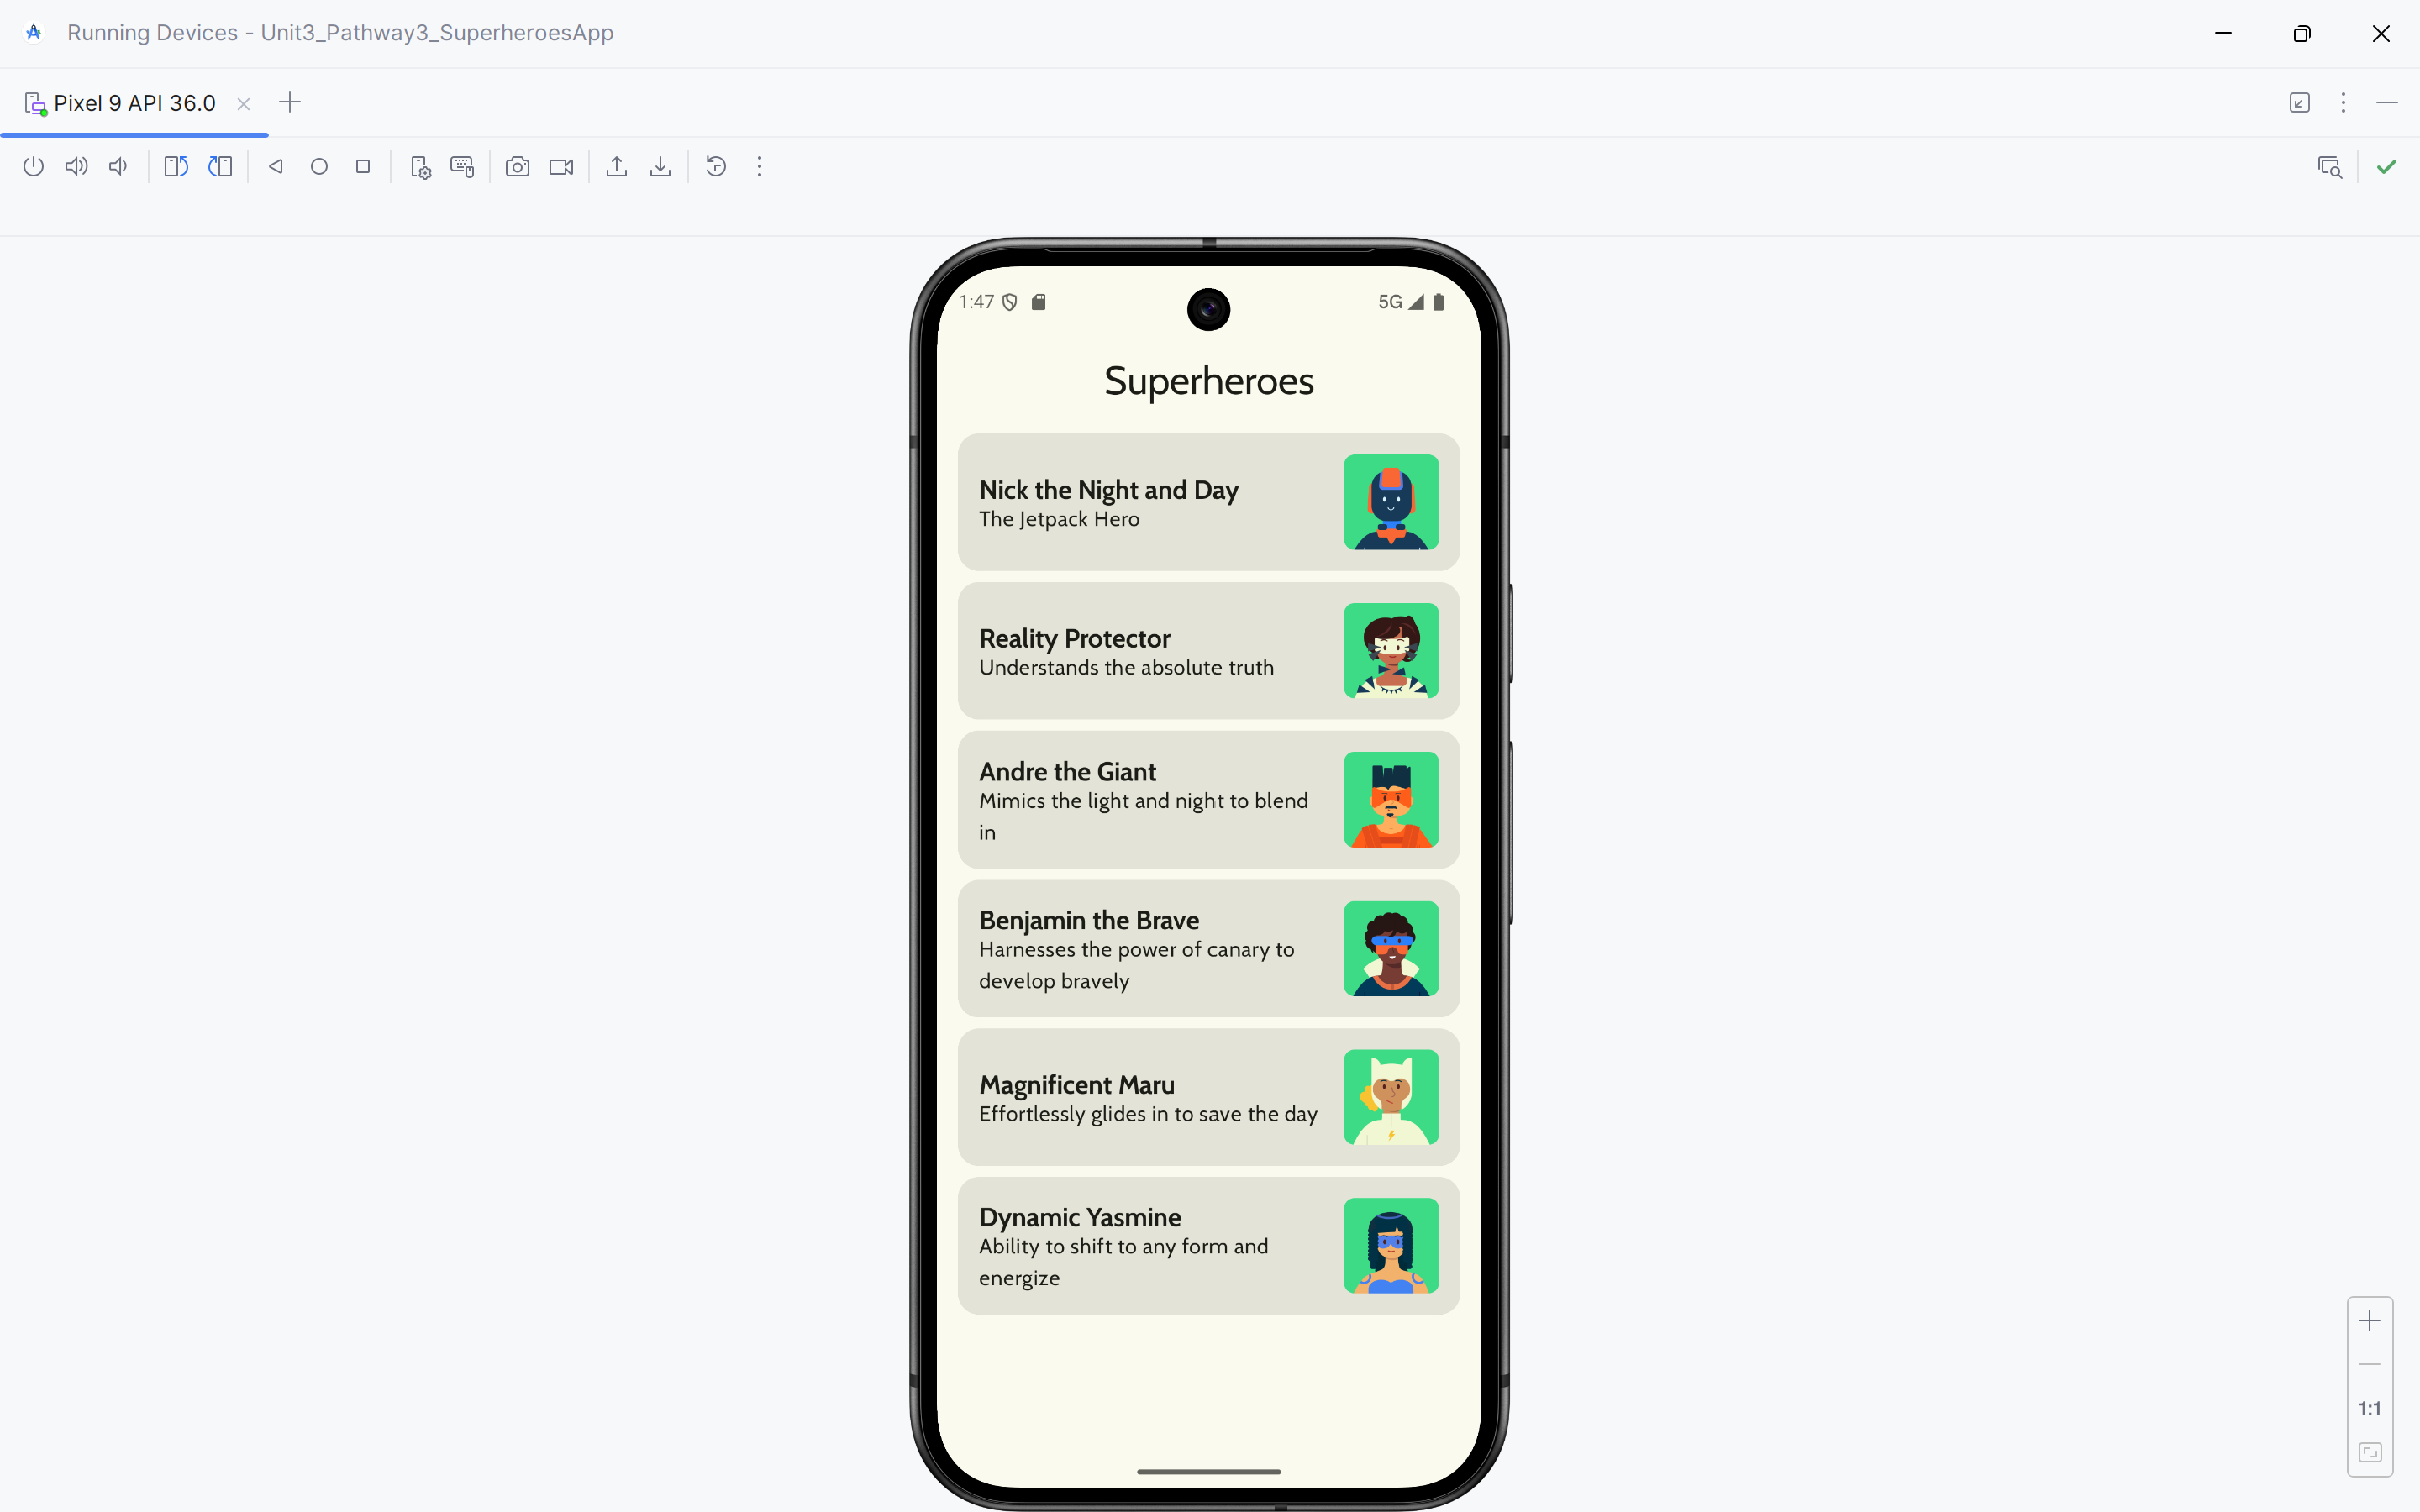 Running Devices - Unit3_Pathway3_SuperheroesApp
Pixel 9 API 36.0
1:47
5G
Superheroes
Nick the Night and Day
The Jetpack Hero
Reality Protector
Understands the absolute truth
Andre the Giant
Mimics the light and night to blend
in
Benjamin the Brave
Harnesses the power of canary to
develop bravely
Magnificent Maru
Effortlessly glides in to save the day
Dynamic Yasmine
Ability to shift to any form and
energize
1:1